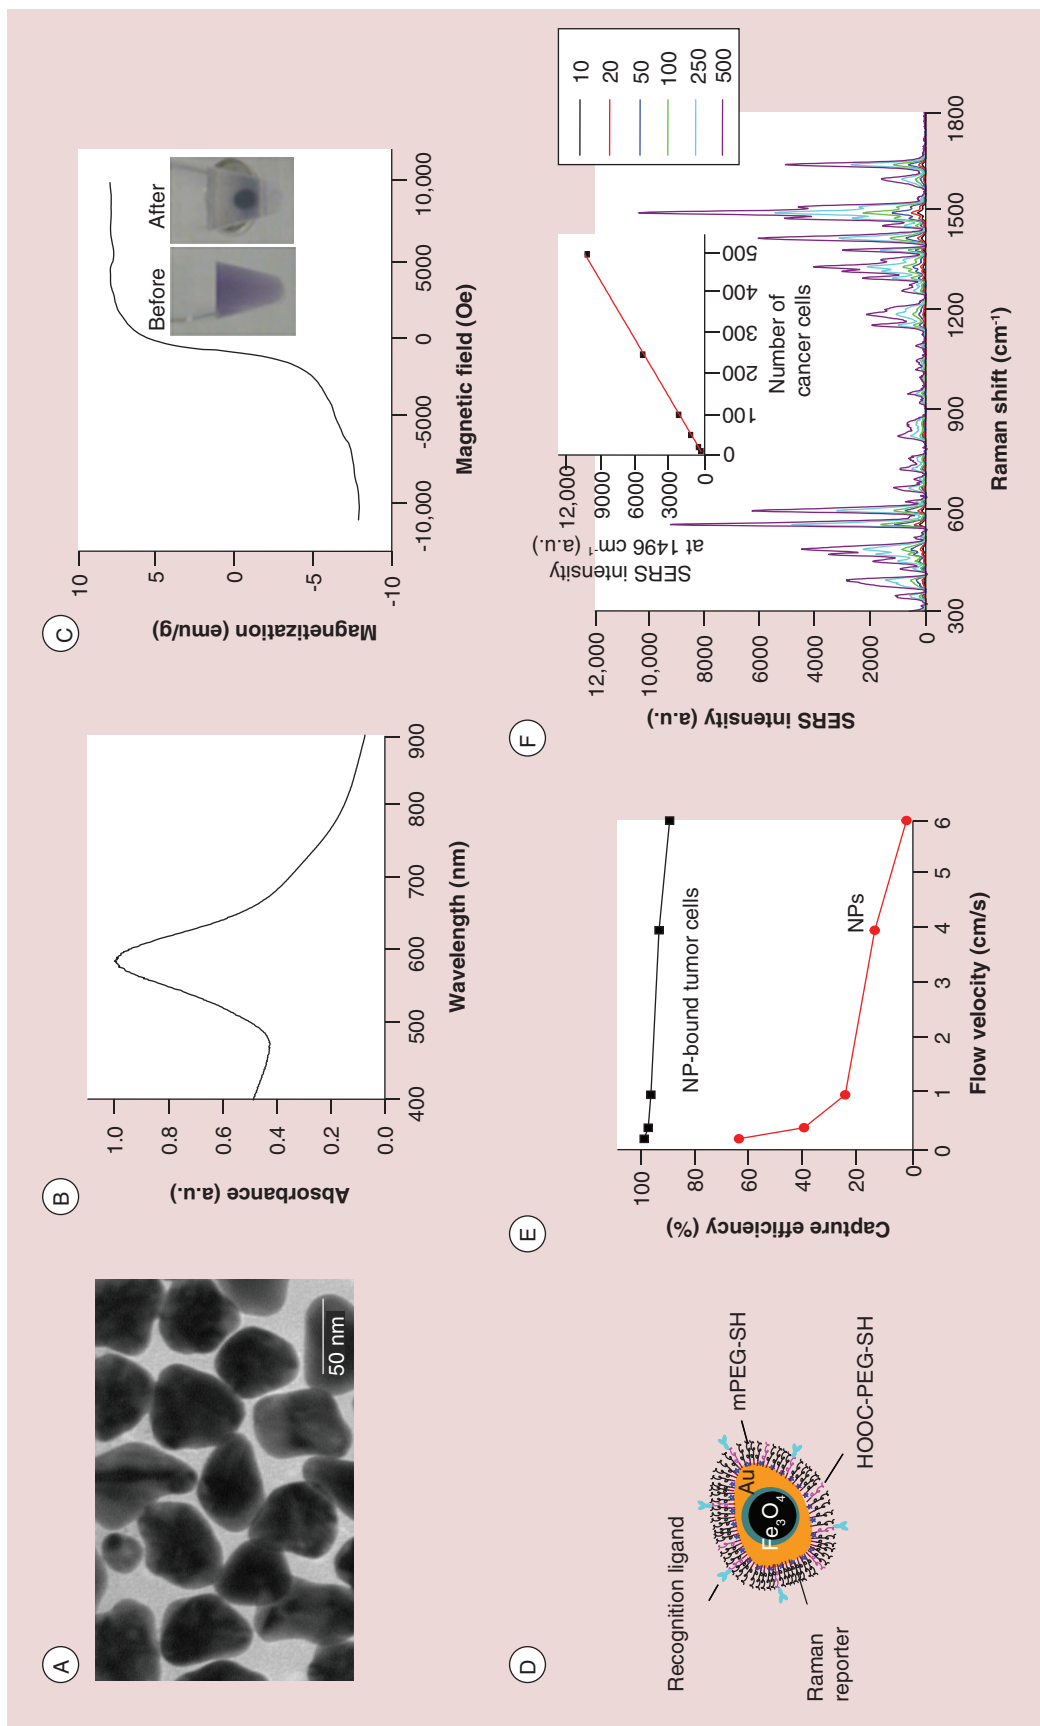 A
50 nm
B
Absorbance (a.u.)
1.0
0.8
0.6
0.4
0.2
0.0
400
500
600
700
800
900
Wavelength (nm)
C
Magnetization (emu/g)
10
5
0
-5
-10
-10,000
-5000
0
5000
10,000
Magnetic field (Oe)
Before
After
D
Recognition ligand
mPEG-SH
Au
Fe3O4
Raman
reporter
HOOC-PEG-SH
E
Capture efficiency (%)
100
80
60
40
20
0
0
1
2
3
4
5
6
Flow velocity (cm/s)
NP-bound tumor cells
NPs
F
SERS intensity (a.u.)
12,000
10,000
8000
6000
4000
2000
0
300
600
900
1200
1500
1800
Raman shift (cm⁻¹)
SERS intensity
at 1496 cm⁻¹ (a.u.)
12,000
9000
6000
3000
0
0
100
200
300
400
500
Number of
cancer cells
10
20
50
100
250
500